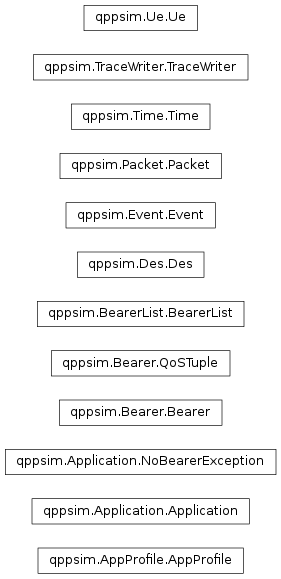 qppsim.Ue.Ue
qppsim.TraceWriter.TraceWriter
qppsim.Time.Time
qppsim.Packet.Packet
qppsim.Event.Event
qppsim.Des.Des
qppsim.BearerList.BearerList
qppsim.Bearer.QoSTuple
qppsim.Bearer.Bearer
qppsim.Application.NoBearerException
qppsim.Application.Application
qppsim.AppProfile.AppProfile